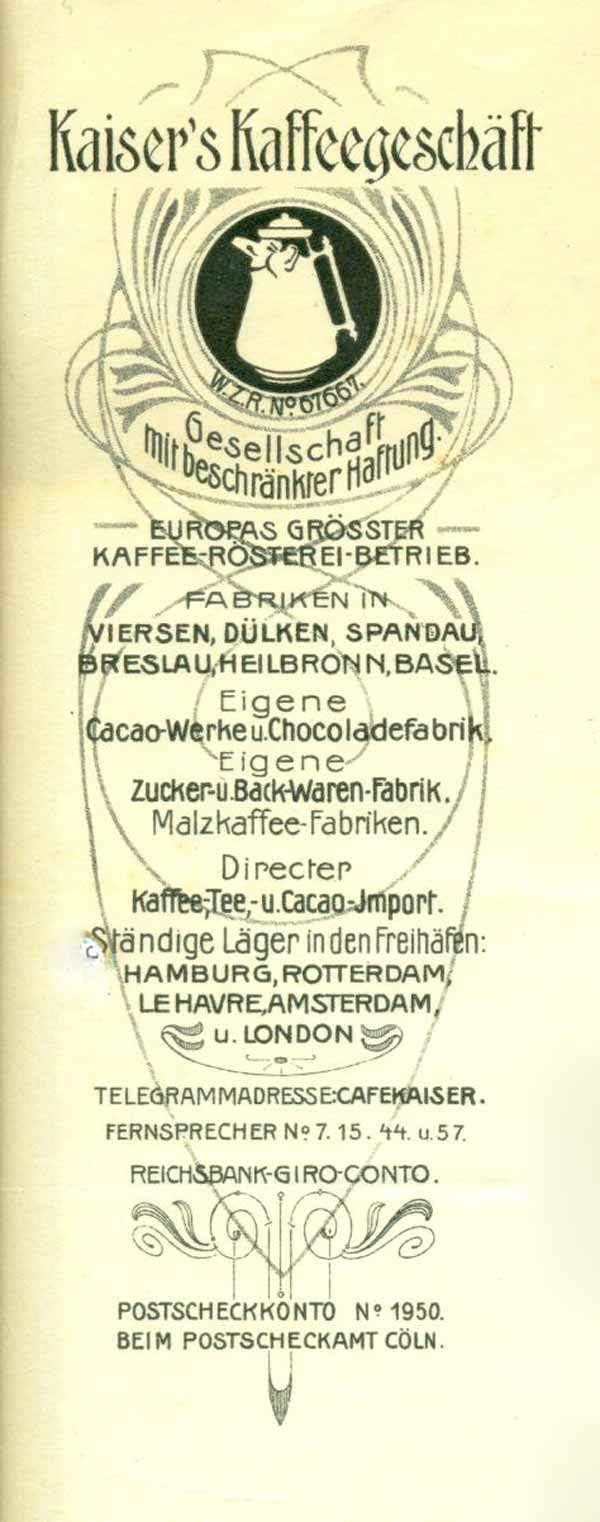 Kaiser's Kaffeegeschäft
W.Z.R. Nº 67667.
Gesellschaft
mit beschränkter Haftung.
EUROPAS GRÖSSTER
KAFFEE-RÖSTEREI-BETRIEB.
FABRIKEN IN
VIERSEN, DÜLKEN, SPANDAU,
BRESLAU, HEILBRONN, BASEL.
Eigene
Cacao-Werke u. Chocoladefabrik.
Eigene
Zucker- u. Back-Waren-Fabrik.
Malzkaffee-Fabriken.
Directer
Kaffee-, Tee,- u. Cacao-Jmport.
Ständige Läger in den Freihäfen:
HAMBURG, ROTTERDAM,
LE HAVRE, AMSTERDAM,
u. LONDON
TELEGRAMMADRESSE: CAFEKAISER.
FERNSPRECHER Nº 7. 15. 44. u. 57.
REICHSBANK-GIRO-CONTO.
POSTSCHECKKONTO Nº 1950.
BEIM POSTSCHECKAMT CÖLN.